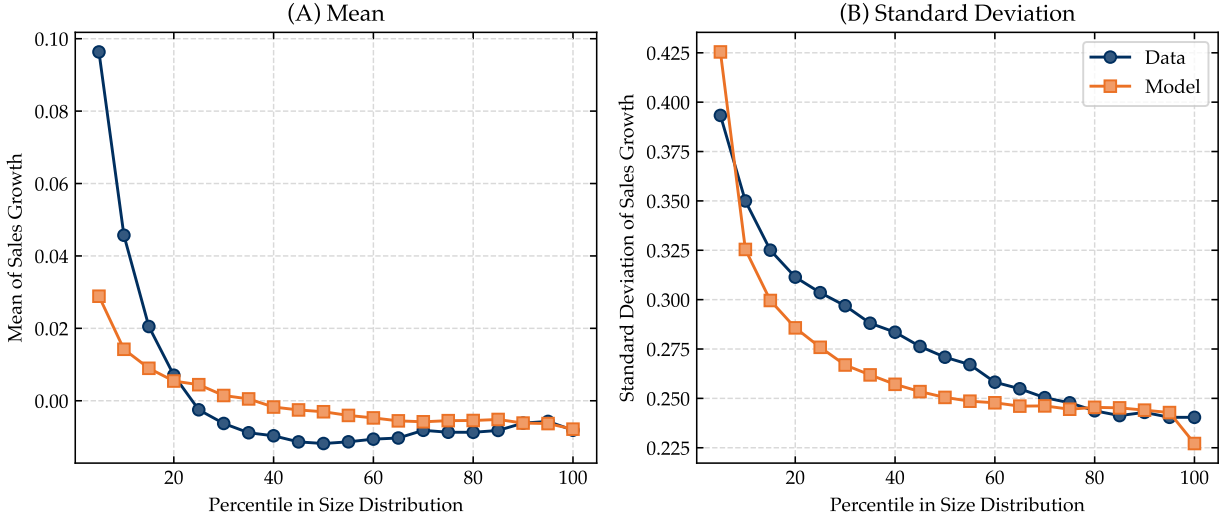 (A) Mean
Mean of Sales Growth
0.10
0.08
0.06
0.04
0.02
0.00
20 40 60 80 100
Percentile in Size Distribution
(B) Standard Deviation
Standard Deviation of Sales Growth
0.425
0.400
0.375
0.350
0.325
0.300
0.275
0.250
0.225
20 40 60 80 100
Percentile in Size Distribution
Data
Model